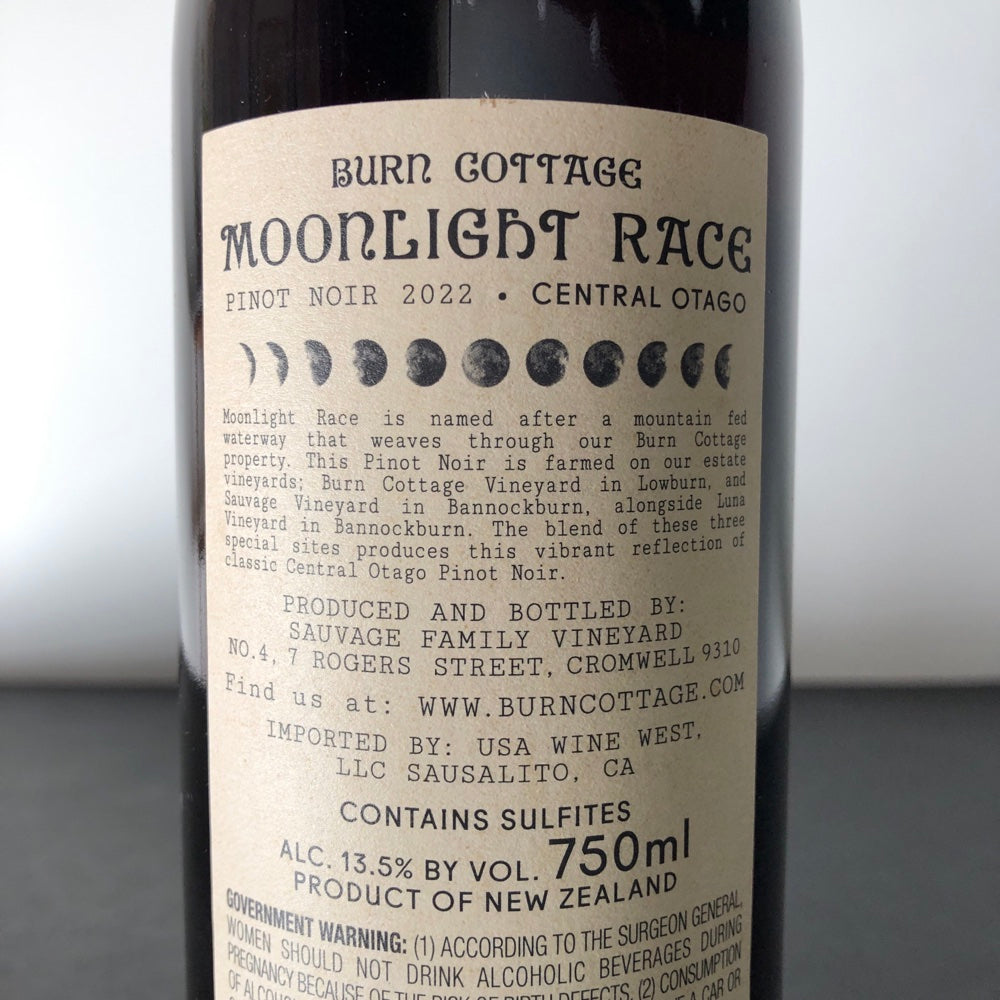 BURN COTTAGE
MOONLIGHT RACE
PINOT NOIR 2022 • CENTRAL OTAGO
Moonlight Race is named after a mountain fed
waterway that weaves through our Burn Cottage
property. This Pinot Noir is farmed on our estate
vineyards; Burn Cottage Vineyard in Lowburn, and
Sauvage Vineyard in Bannockburn, alongside Luna
Vineyard in Bannockburn. The blend of these three
special sites produces this vibrant reflection of
classic Central Otago Pinot Noir.
PRODUCED AND BOTTLED BY:
SAUVAGE FAMILY VINEYARD
NO.4, 7 ROGERS STREET, CROMWELL 9310
Find us at: WWW.BURNCOTTAGE.COM
IMPORTED BY: USA WINE WEST,
LLC SAUSALITO, CA
CONTAINS SULFITES
ALC. 13.5% BY VOL. 750ml
PRODUCT OF NEW ZEALAND
GOVERNMENT WARNING: (1) ACCORDING TO THE SURGEON GENERAL,
WOMEN SHOULD NOT DRINK ALCOHOLIC BEVERAGES DURING
PREGNANCY BECAUSE OF THE RISK OF BIRTH DEFECTS. (2) CONSUMPTION
A CAR OR